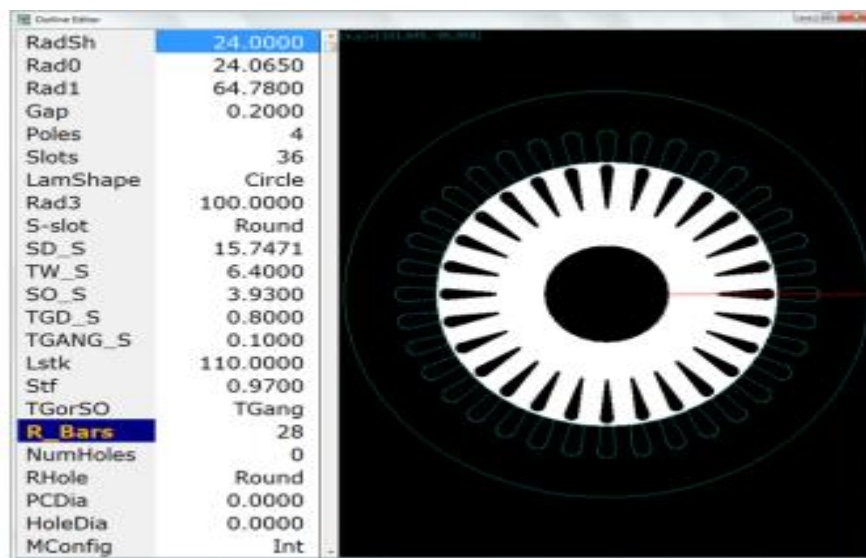 Outline Editor
RadSh 24.0000
Rad0 24.0650
Rad1 64.7800
Gap 0.2000
Poles 4
Slots 36
LamShape Circle
Rad3 100.0000
S-slot Round
SD_S 15.7471
TW_S 6.4000
SO_S 3.9300
TGD_S 0.8000
TGANG_S 0.1000
Lstk 110.0000
Stf 0.9700
TGorSO TGang
R_Bars 28
NumHoles 0
RHole Round
PCDia 0.0000
HoleDia 0.0000
MConfig Int